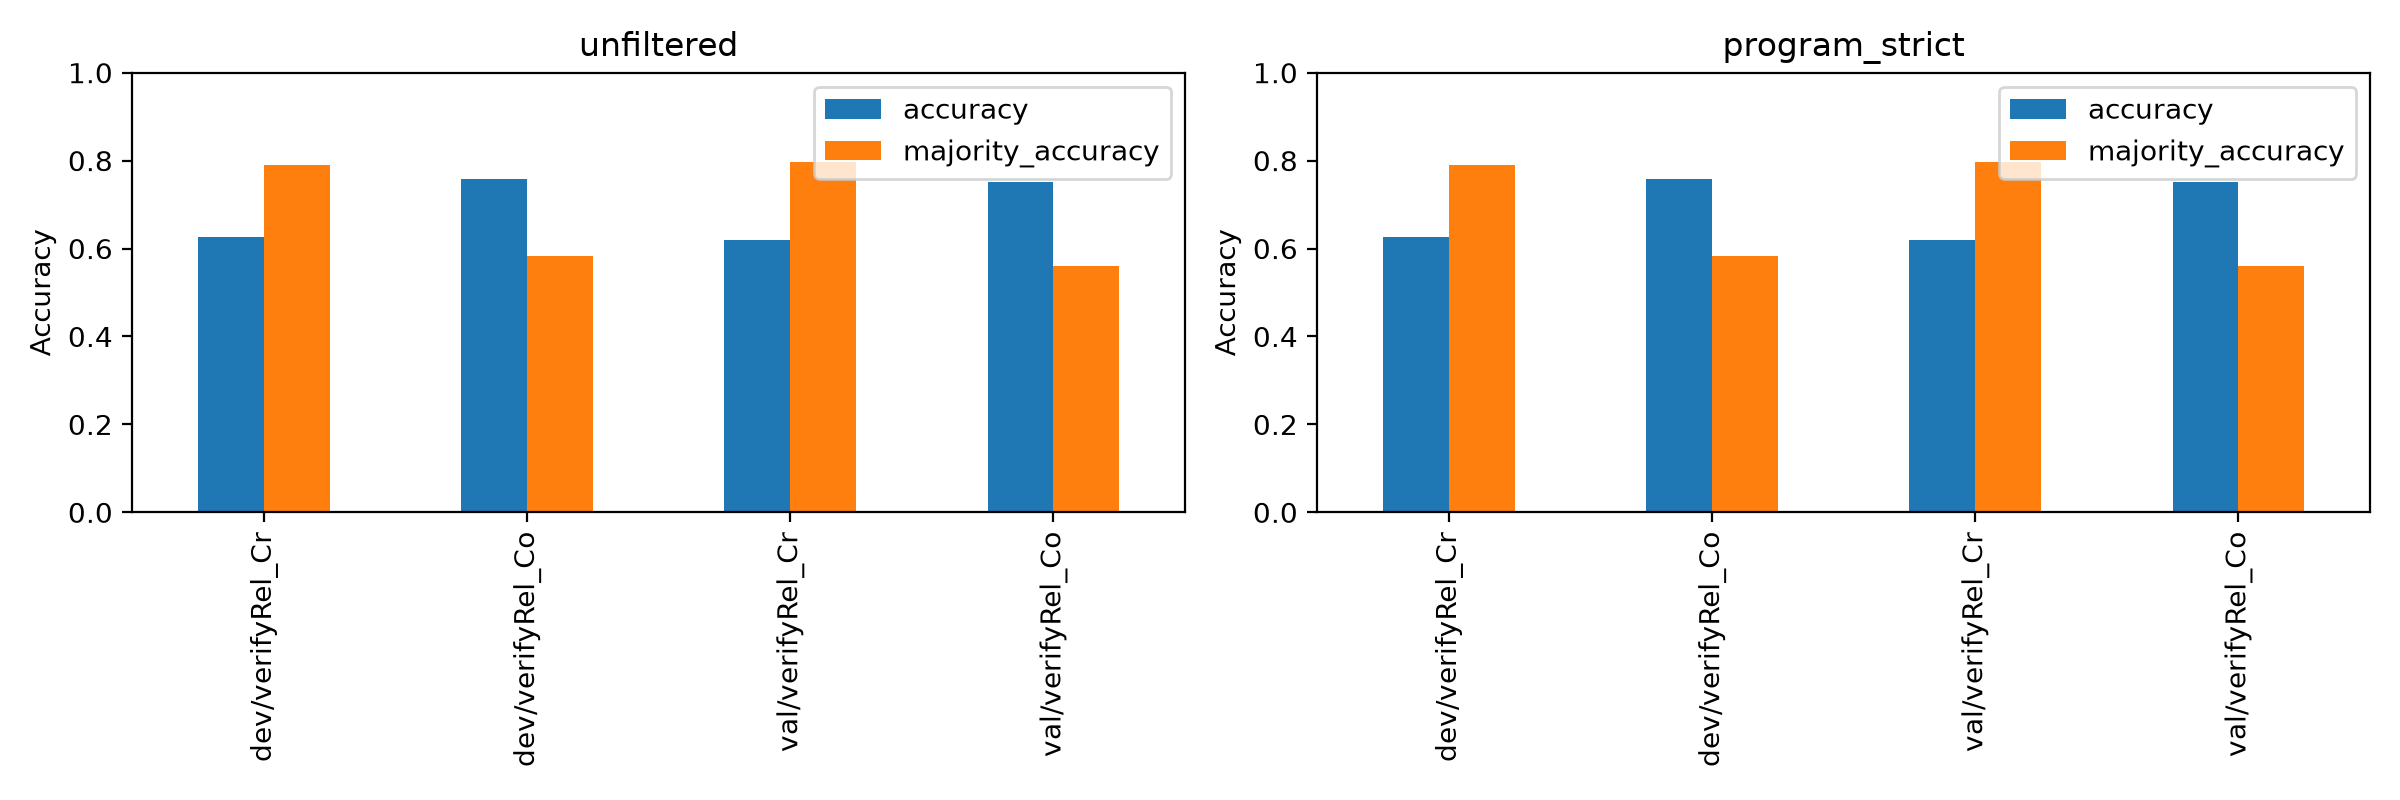 unfiltered
1.0
0.8
0.6
0.4
0.2
0.0
Accuracy
accuracy
majority_accuracy
dev/verifyRel_Cr
dev/verifyRel_Co
val/verifyRel_Cr
val/verifyRel_Co
program_strict
1.0
0.8
0.6
0.4
0.2
0.0
Accuracy
accuracy
majority_accuracy
dev/verifyRel_Cr
dev/verifyRel_Co
val/verifyRel_Cr
val/verifyRel_Co